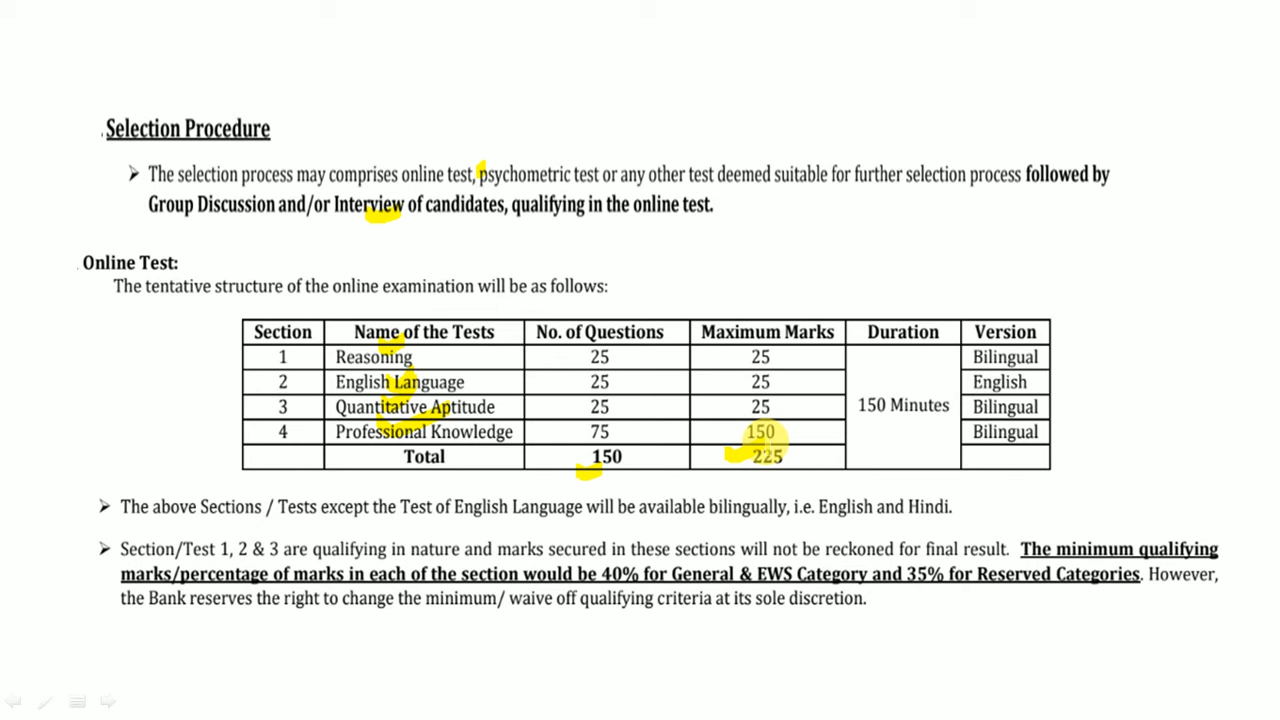 Selection Procedure
➢ The selection process may comprises online test, psychometric test or any other test deemed suitable for further selection process followed by
Group Discussion and/or Interview of candidates, qualifying in the online test.
Online Test:
The tentative structure of the online examination will be as follows:
Section Name of the Tests No. of Questions Maximum Marks Duration Version
1 Reasoning 25 25 Bilingual
2 English Language 25 25 English
3 Quantitative Aptitude 25 25 150 Minutes Bilingual
4 Professional Knowledge 75 150 Bilingual
Total 150 225
➢ The above Sections / Tests except the Test of English Language will be available bilingually, i.e. English and Hindi.
➢ Section/Test 1, 2 & 3 are qualifying in nature and marks secured in these sections will not be reckoned for final result. The minimum qualifying
marks/percentage of marks in each of the section would be 40% for General & EWS Category and 35% for Reserved Categories. However,
the Bank reserves the right to change the minimum/ waive off qualifying criteria at its sole discretion.